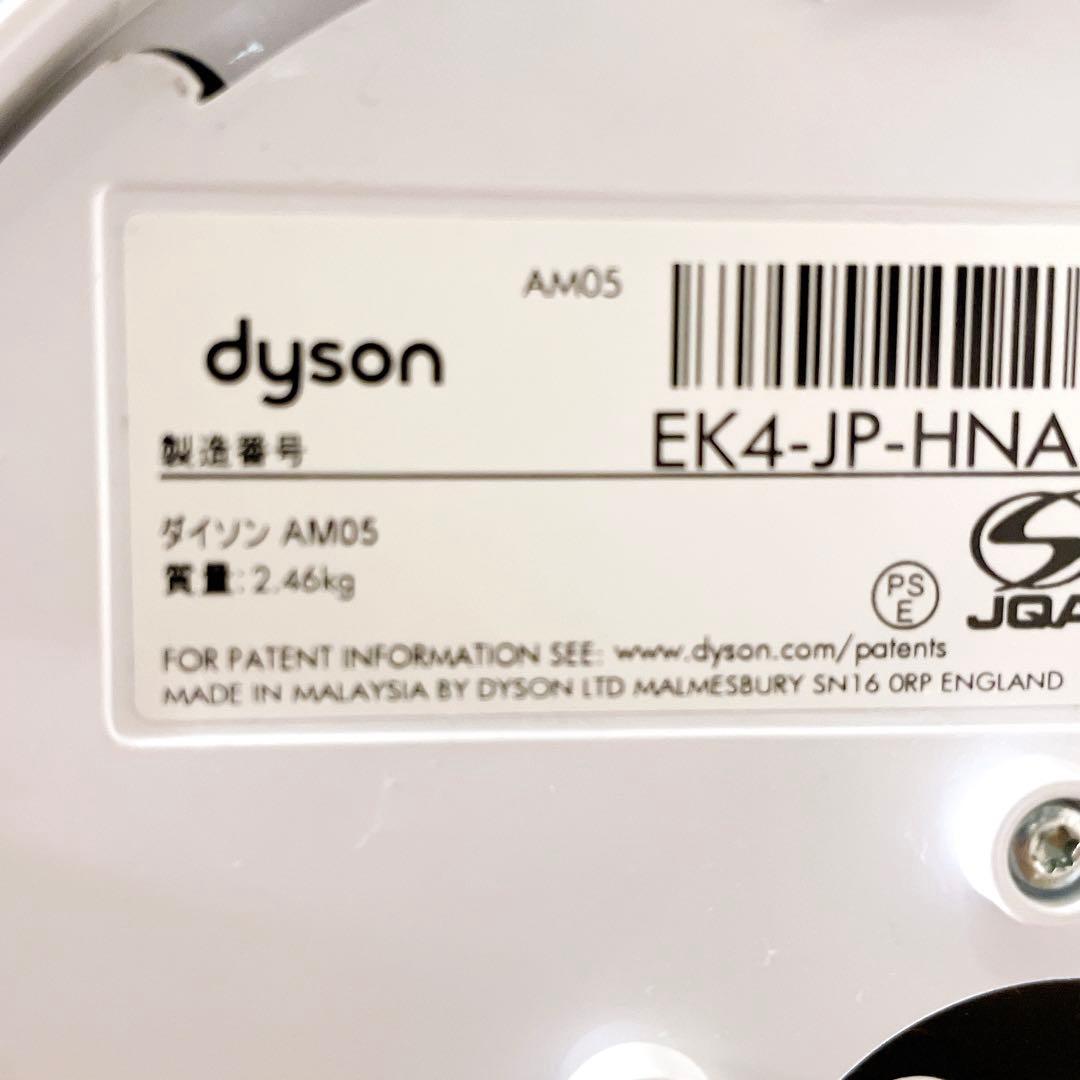 AM05
dyson
製造番号 EK4-JP-HNA
ダイソン AM05
質量:2.46kg
PS
E
JQA
FOR PATENT INFORMATION SEE: www.dyson.com/patents
MADE IN MALAYSIA BY DYSON LTD MALMESBURY SN16 0RP ENGLAND